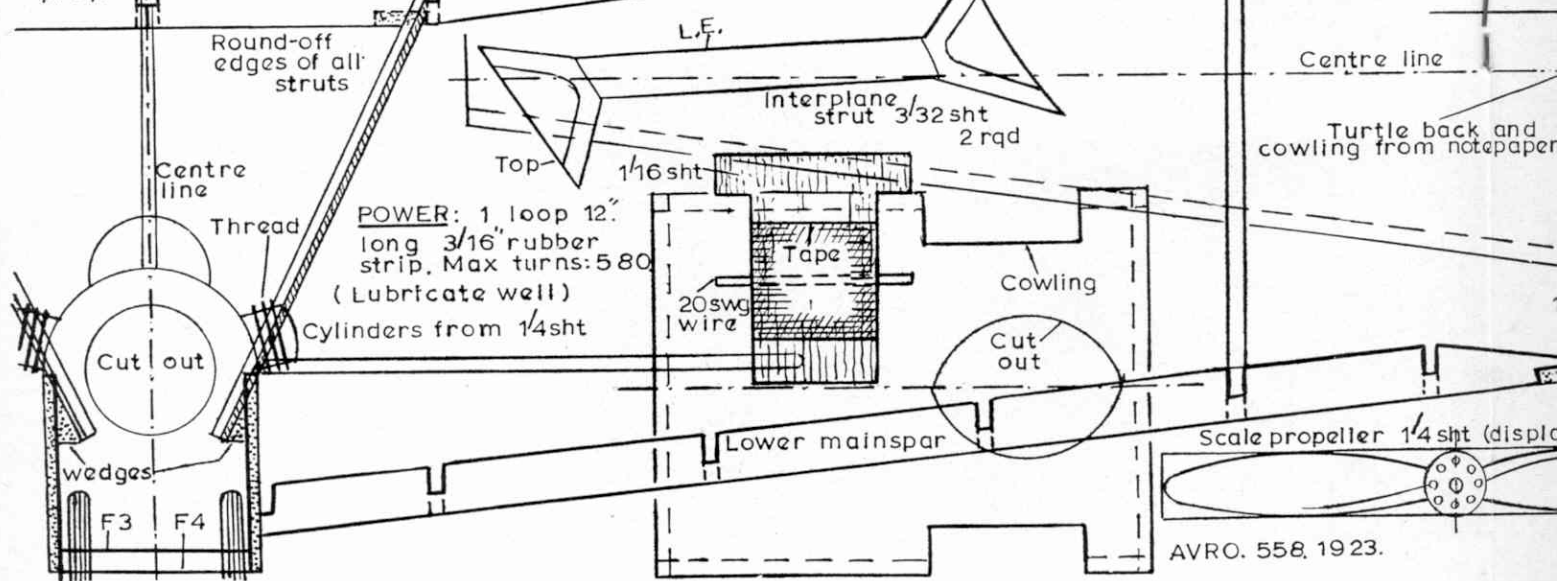 Round-off
edges of all
struts
L.E.
Centre line
Interplane
strut 3/32 sht
2 rqd
Turtle back and
cowling from notepaper
Top
1/16 sht
Centre
line
Thread
POWER: 1 loop 12"
long 3/16" rubber
strip. Max turns: 580
(Lubricate well)
Tape
Cowling
20swg
wire
Cylinders from 1/4sht
Cut out
Cut
out
Lower mainspar
Scale propeller 1/4 sht (displa
wedges
F3 F4
AVRO. 558. 1923.